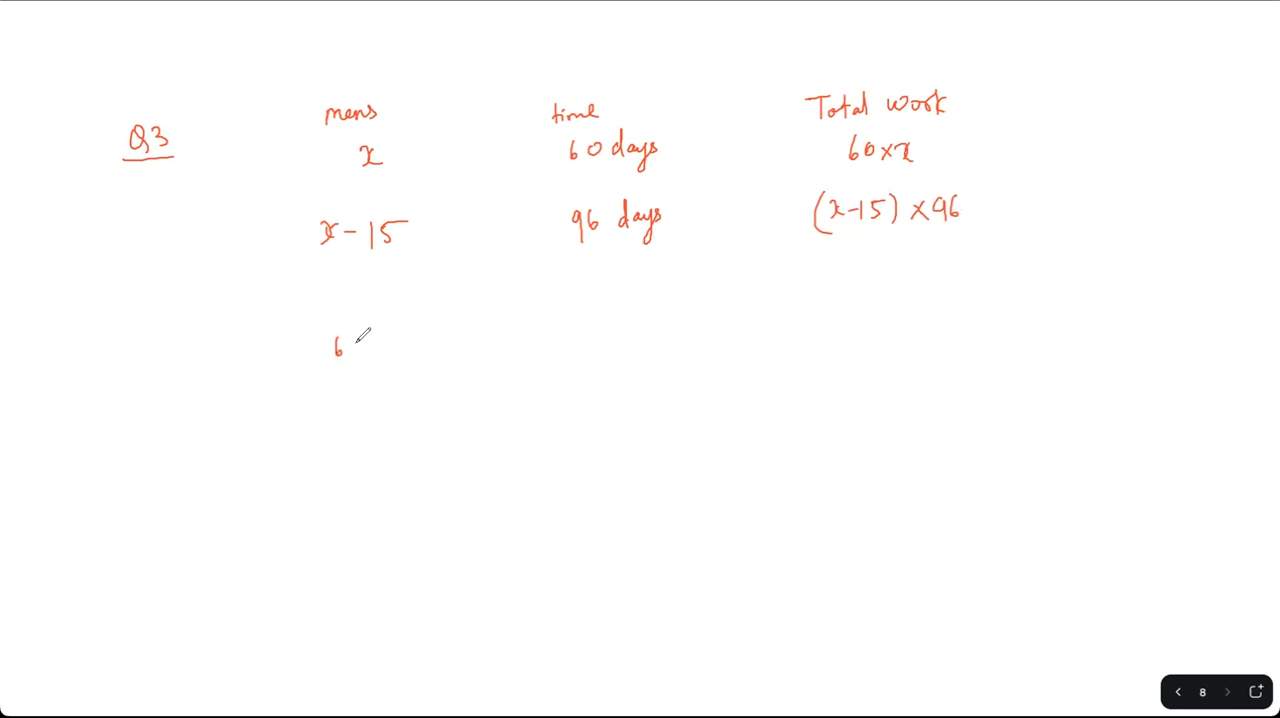 mens time Total work
Q3 x 60 days 60×x
x-15 96 days (x-15)×96
6
8